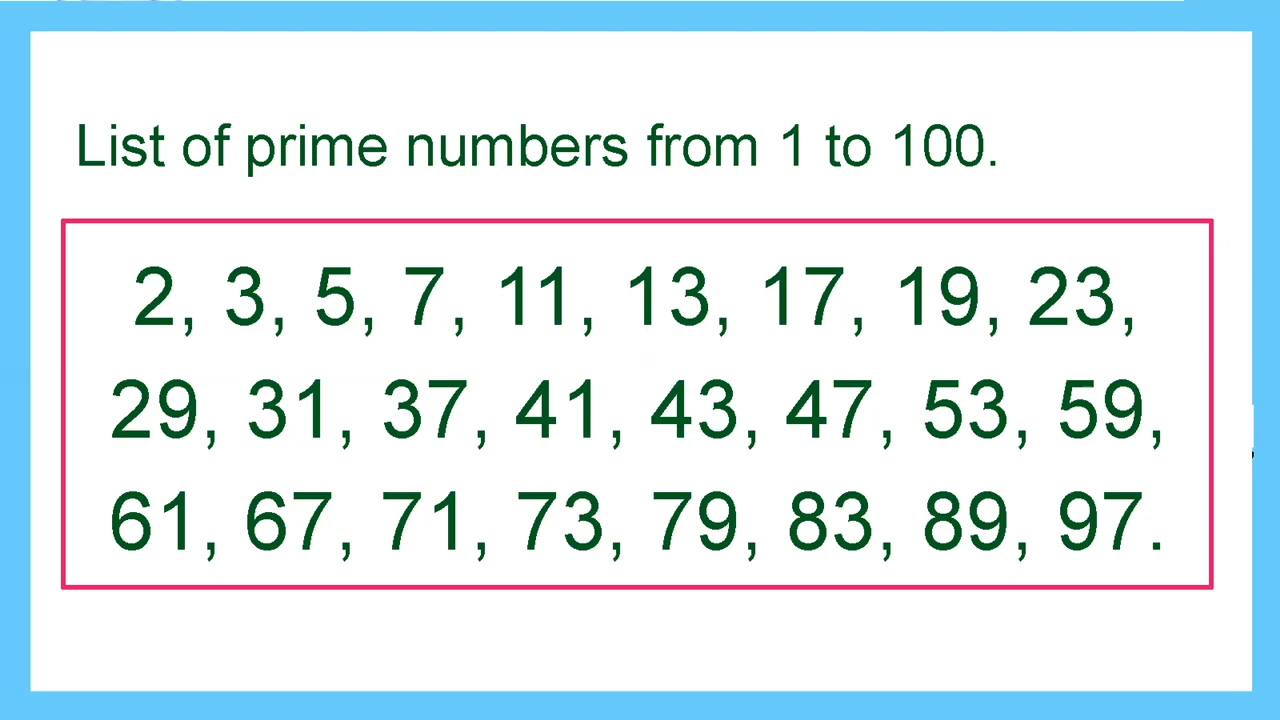 List of prime numbers from 1 to 100.
2, 3, 5, 7, 11, 13, 17, 19, 23,
29, 31, 37, 41, 43, 47, 53, 59,
61, 67, 71, 73, 79, 83, 89, 97.